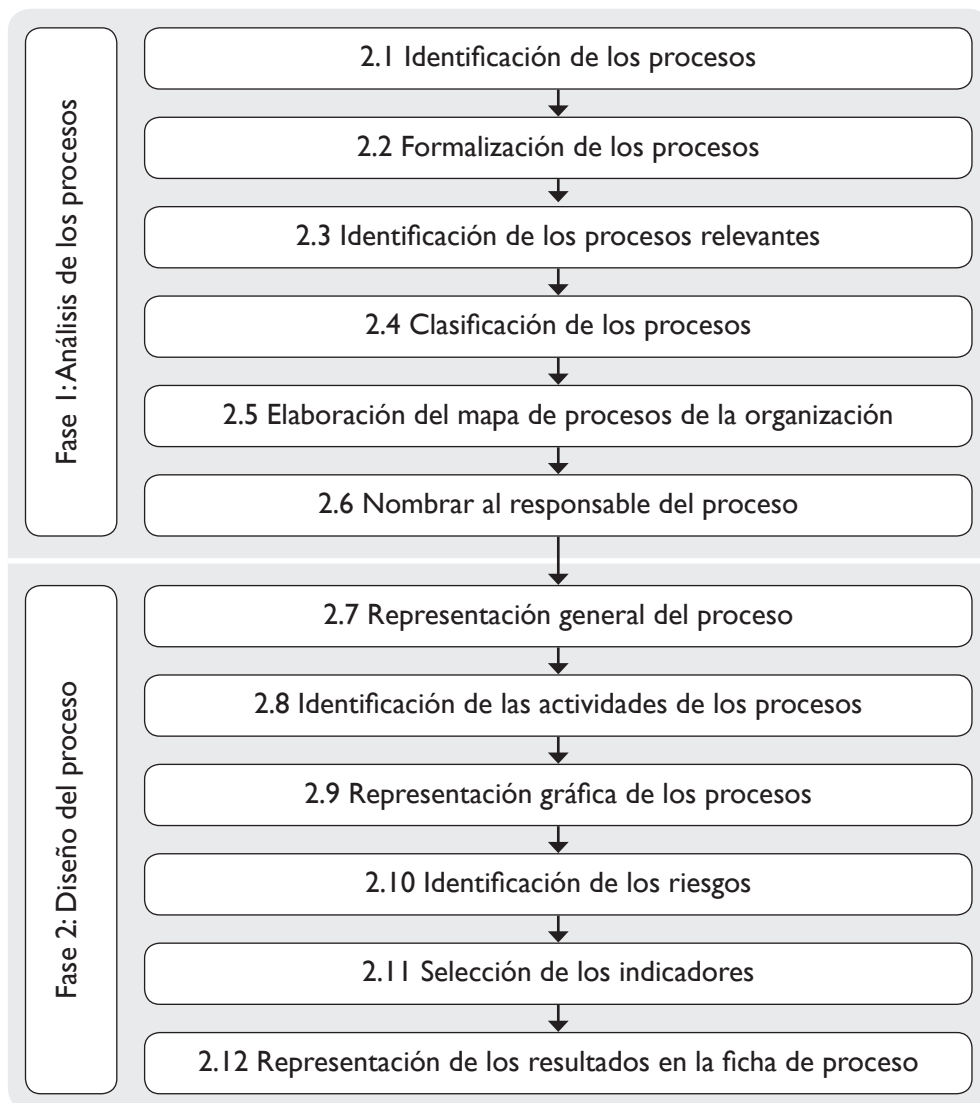 Fase 1: Análisis de los procesos
2.1 Identificación de los procesos
2.2 Formalización de los procesos
2.3 Identificación de los procesos relevantes
2.4 Clasificación de los procesos
2.5 Elaboración del mapa de procesos de la organización
2.6 Nombrar al responsable del proceso
Fase 2: Diseño del proceso
2.7 Representación general del proceso
2.8 Identificación de las actividades de los procesos
2.9 Representación gráfica de los procesos
2.10 Identificación de los riesgos
2.11 Selección de los indicadores
2.12 Representación de los resultados en la ficha de proceso